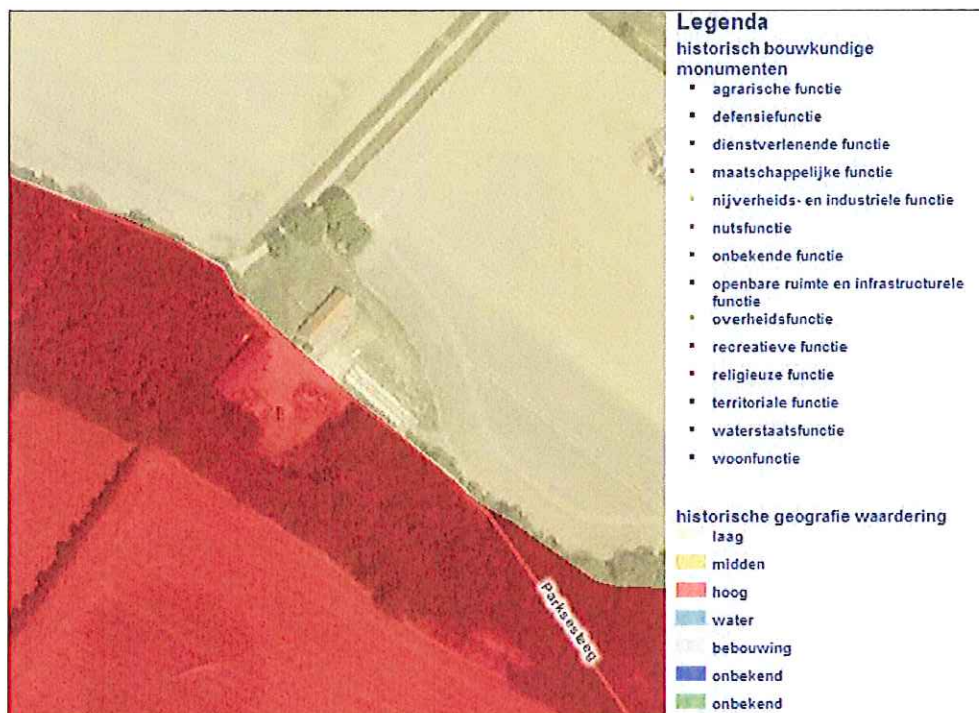 Legenda
historisch bouwkundige
monumenten
agrarische functie
defensiefunctie
dienstverlenende functie
maatschappelijke functie
nijverheids- en industriele functie
nutsfunctie
onbekende functie
openbare ruimte en infrastructurele
functie
overheidsfunctie
recreatieve functie
religieuze functie
territoriale functie
waterstaatsfunctie
woonfunctie
historische geografie waardering
laag
midden
hoog
water
bebouwing
onbekend
onbekend
Parksesteeg